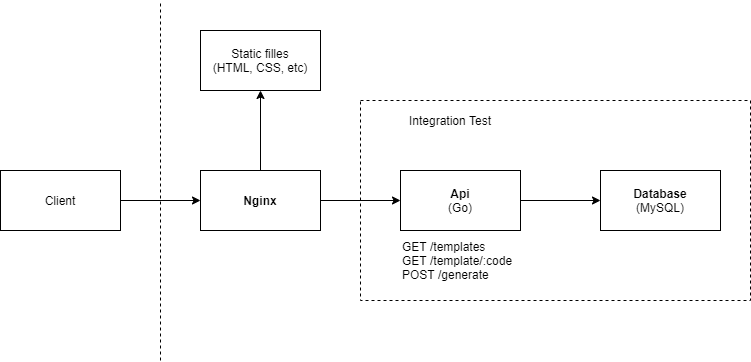 Static filles
(HTML, CSS, etc)
Integration Test
Client
Nginx
Api
(Go)
Database
(MySQL)
GET /templates
GET /template/:code
POST /generate